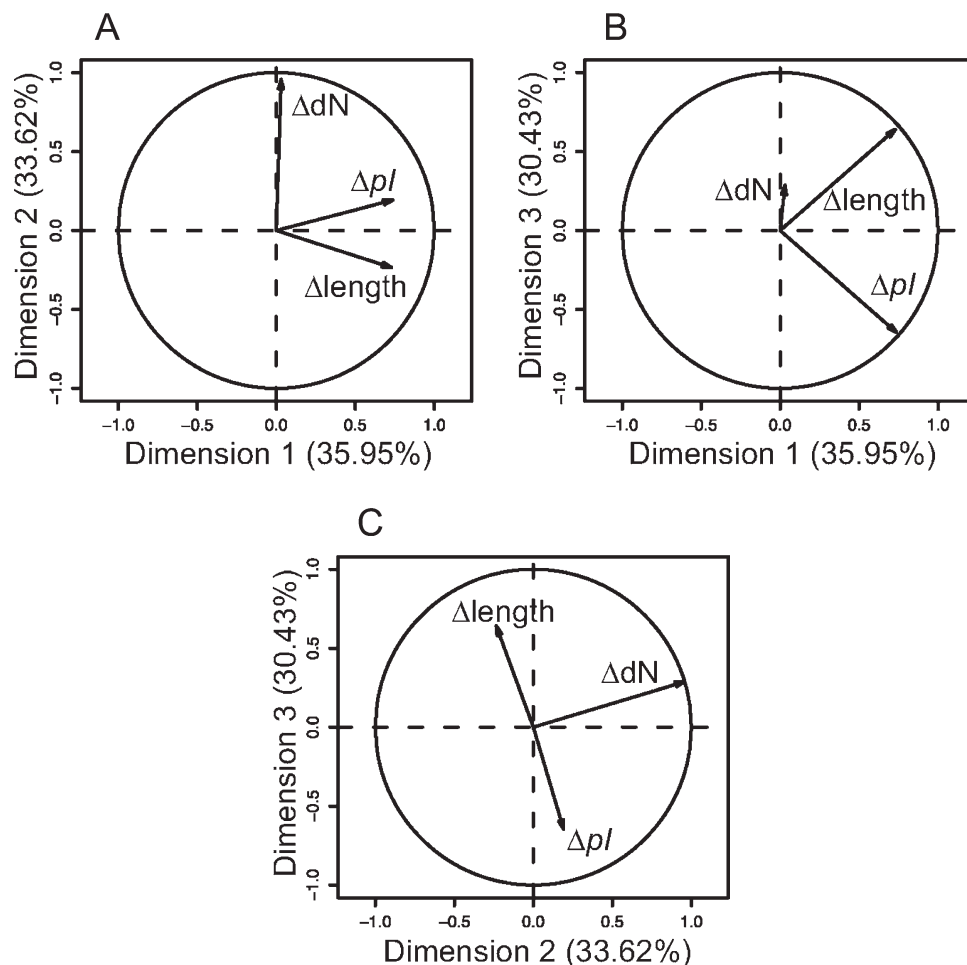 A
Dimension 2 (33.62%)
1.0
0.5
0.0
−0.5
−1.0
ΔdN
Δpl
Δlength
−1.0 −0.5 0.0 0.5 1.0
Dimension 1 (35.95%)
B
Dimension 3 (30.43%)
1.0
0.5
0.0
−0.5
−1.0
ΔdN
Δlength
Δpl
−1.0 −0.5 0.0 0.5 1.0
Dimension 1 (35.95%)
C
Dimension 3 (30.43%)
1.0
0.5
0.0
−0.5
−1.0
Δlength
ΔdN
Δpl
−1.0 −0.5 0.0 0.5 1.0
Dimension 2 (33.62%)